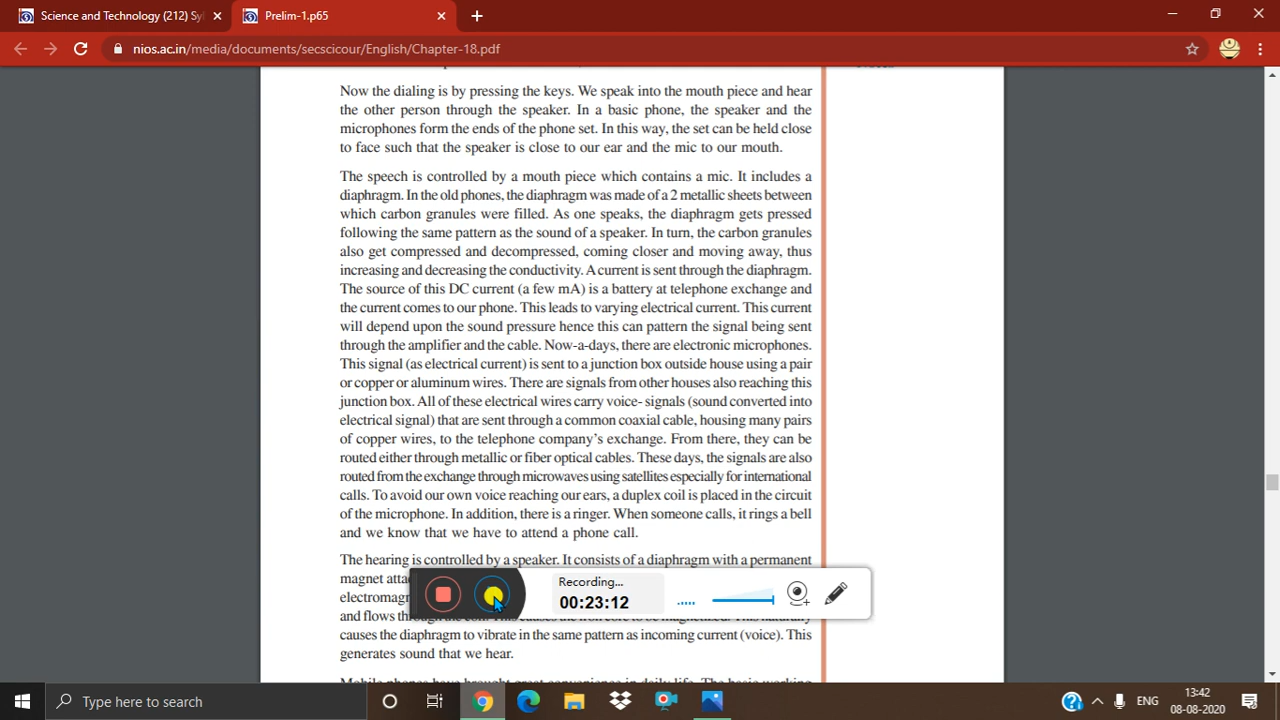 Science and Technology (212) Syl
Prelim-1.p65
nios.ac.in/media/documents/secscicour/English/Chapter-18.pdf
Now the dialing is by pressing the keys. We speak into the mouth piece and hear
the other person through the speaker. In a basic phone, the speaker and the
microphones form the ends of the phone set. In this way, the set can be held close
to face such that the speaker is close to our ear and the mic to our mouth.
The speech is controlled by a mouth piece which contains a mic. It includes a
diaphragm. In the old phones, the diaphragm was made of a 2 metallic sheets between
which carbon granules were filled. As one speaks, the diaphragm gets pressed
following the same pattern as the sound of a speaker. In turn, the carbon granules
also get compressed and decompressed, coming closer and moving away, thus
increasing and decreasing the conductivity. A current is sent through the diaphragm.
The source of this DC current (a few mA) is a battery at telephone exchange and
the current comes to our phone. This leads to varying electrical current. This current
will depend upon the sound pressure hence this can pattern the signal being sent
through the amplifier and the cable. Now-a-days, there are electronic microphones.
This signal (as electrical current) is sent to a junction box outside house using a pair
or copper or aluminum wires. There are signals from other houses also reaching this
junction box. All of these electrical wires carry voice- signals (sound converted into
electrical signal) that are sent through a common coaxial cable, housing many pairs
of copper wires, to the telephone company's exchange. From there, they can be
routed either through metallic or fiber optical cables. These days, the signals are also
routed from the exchange through microwaves using satellites especially for international
calls. To avoid our own voice reaching our ears, a duplex coil is placed in the circuit
of the microphone. In addition, there is a ringer. When someone calls, it rings a bell
and we know that we have to attend a phone call.
The hearing is controlled by a speaker. It consists of a diaphragm with a permanent
magnet atta
electromag
and flows th
causes the diaphragm to vibrate in the same pattern as incoming current (voice). This
generates sound that we hear.
Recording...
00:23:12
Type here to search
ENG
13:42
08-08-2020